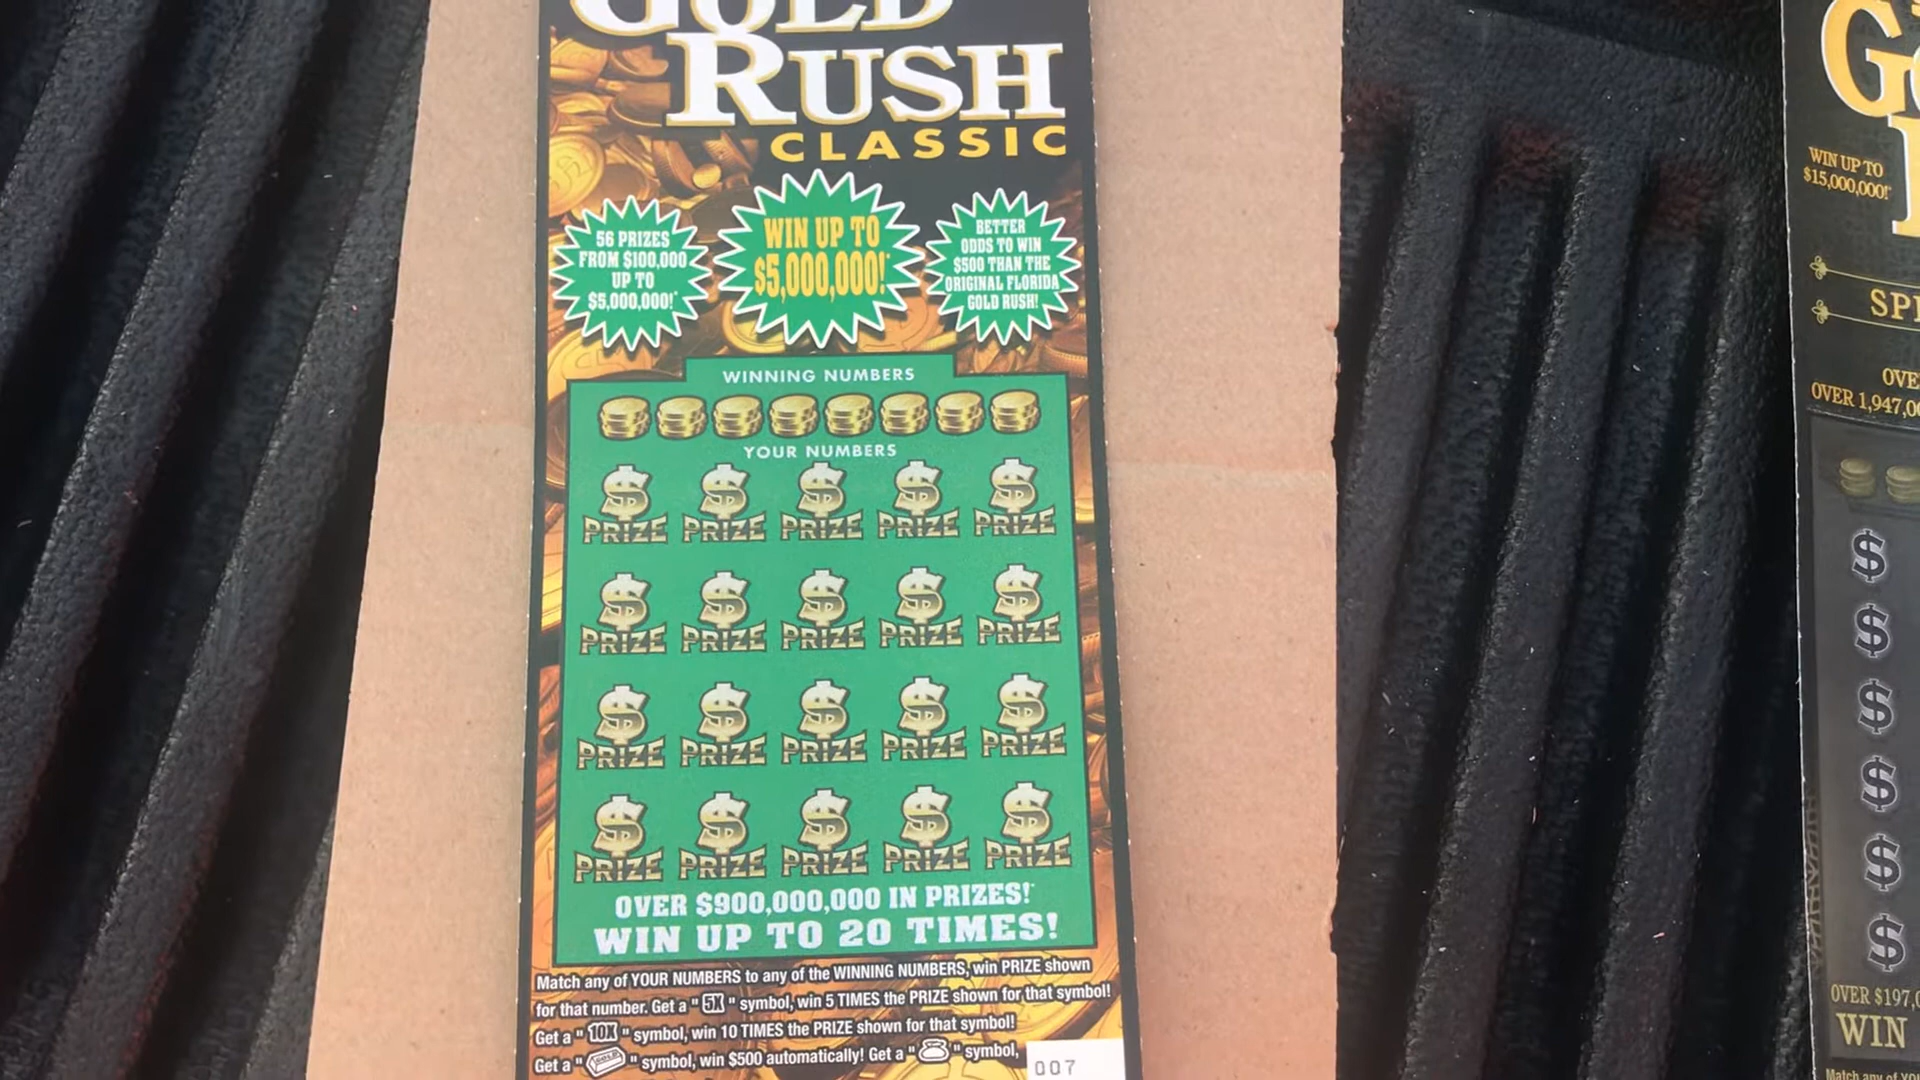 GOLD
RUSH
CLASSIC
56 PRIZES
FROM $100,000
UP TO
$5,000,000!*
WIN UP TO
$5,000,000!*
BETTER
ODDS TO WIN
$500 THAN THE
ORIGINAL FLORIDA
GOLD RUSH!
WINNING NUMBERS
YOUR NUMBERS
$ $ $ $ $
PRIZE PRIZE PRIZE PRIZE PRIZE
$ $ $ $ $
PRIZE PRIZE PRIZE PRIZE PRIZE
$ $ $ $ $
PRIZE PRIZE PRIZE PRIZE PRIZE
$ $ $ $ $
PRIZE PRIZE PRIZE PRIZE PRIZE
OVER $900,000,000 IN PRIZES!*
WIN UP TO 20 TIMES!
Match any of YOUR NUMBERS to any of the WINNING NUMBERS, win PRIZE shown
for that number. Get a "5X" symbol, win 5 TIMES the PRIZE shown for that symbol!
Get a "10X" symbol, win 10 TIMES the PRIZE shown for that symbol!
Get a "GOLD" symbol, win $500 automatically! Get a " " symbol,
007
WIN UP TO
$15,000,000!*
OVER 1,947,0
$
$
$
$
$
$
OVER $197,
WIN
Match any of